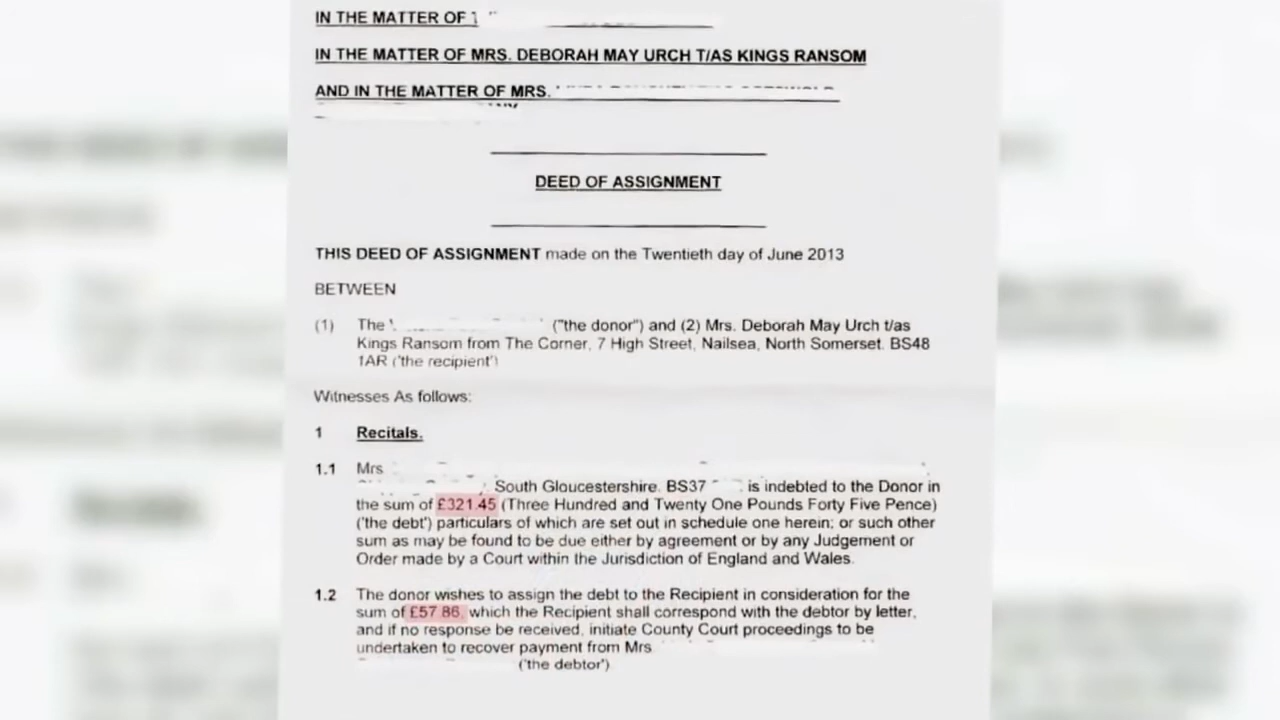 IN THE MATTER OF
IN THE MATTER OF MRS. DEBORAH MAY URCH T/AS KINGS RANSOM
AND IN THE MATTER OF MRS.
DEED OF ASSIGNMENT
THIS DEED OF ASSIGNMENT made on the Twentieth day of June 2013
BETWEEN
(1) The ("the donor") and (2) Mrs. Deborah May Urch t/as
Kings Ransom from The Corner, 7 High Street, Nailsea, North Somerset. BS48
1AR ('the recipient')
Witnesses As follows:
1 Recitals.
1.1 Mrs
South Gloucestershire. BS37 is indebted to the Donor in
the sum of £321.45 (Three Hundred and Twenty One Pounds Forty Five Pence)
('the debt') particulars of which are set out in schedule one herein; or such other
sum as may be found to be due either by agreement or by any Judgement or
Order made by a Court within the Jurisdiction of England and Wales.
1.2 The donor wishes to assign the debt to the Recipient in consideration for the
sum of £57.86, which the Recipient shall correspond with the debtor by letter,
and if no response be received, initiate County Court proceedings to be
undertaken to recover payment from Mrs.
('the debtor')